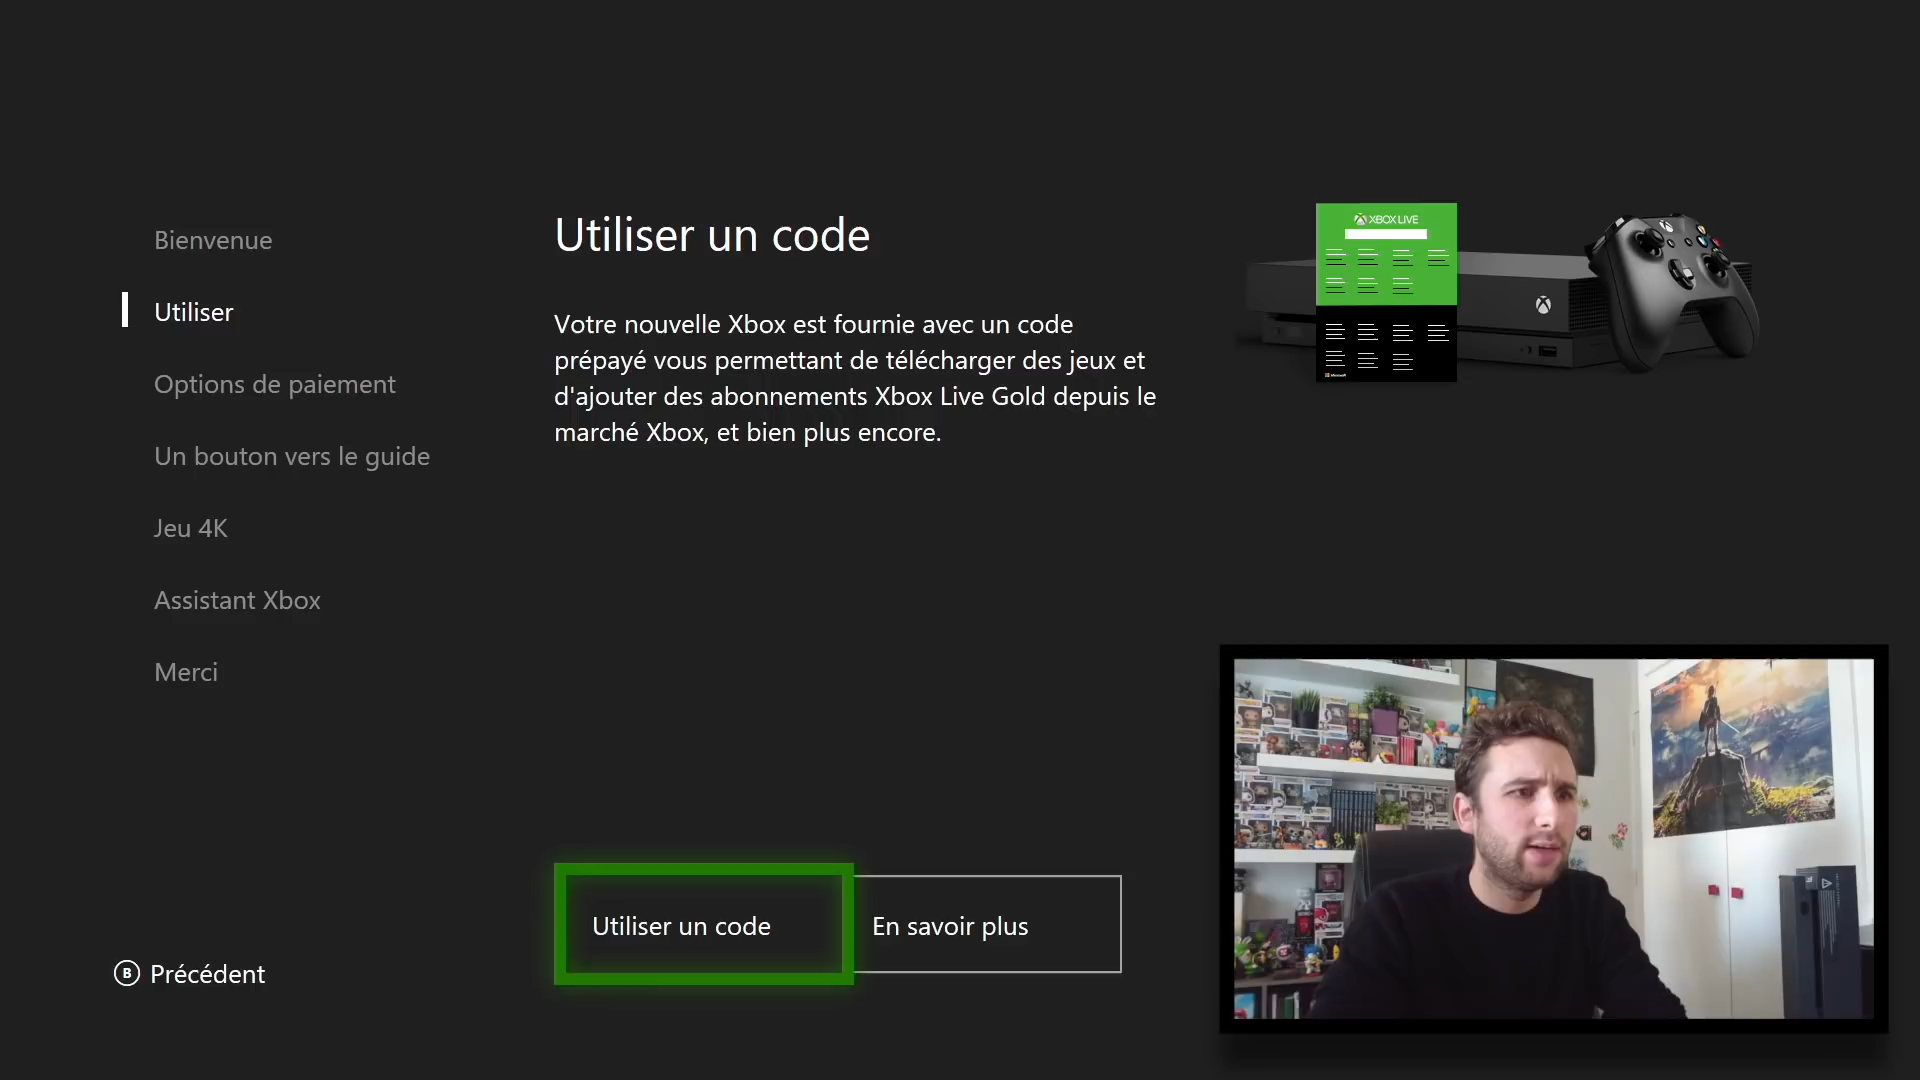 Bienvenue
Utiliser
Options de paiement
Un bouton vers le guide
Jeu 4K
Assistant Xbox
Merci
Utiliser un code
Votre nouvelle Xbox est fournie avec un code
prépayé vous permettant de télécharger des jeux et
d'ajouter des abonnements Xbox Live Gold depuis le
marché Xbox, et bien plus encore.
XBOX LIVE
Microsoft
Utiliser un code
En savoir plus
B Précédent